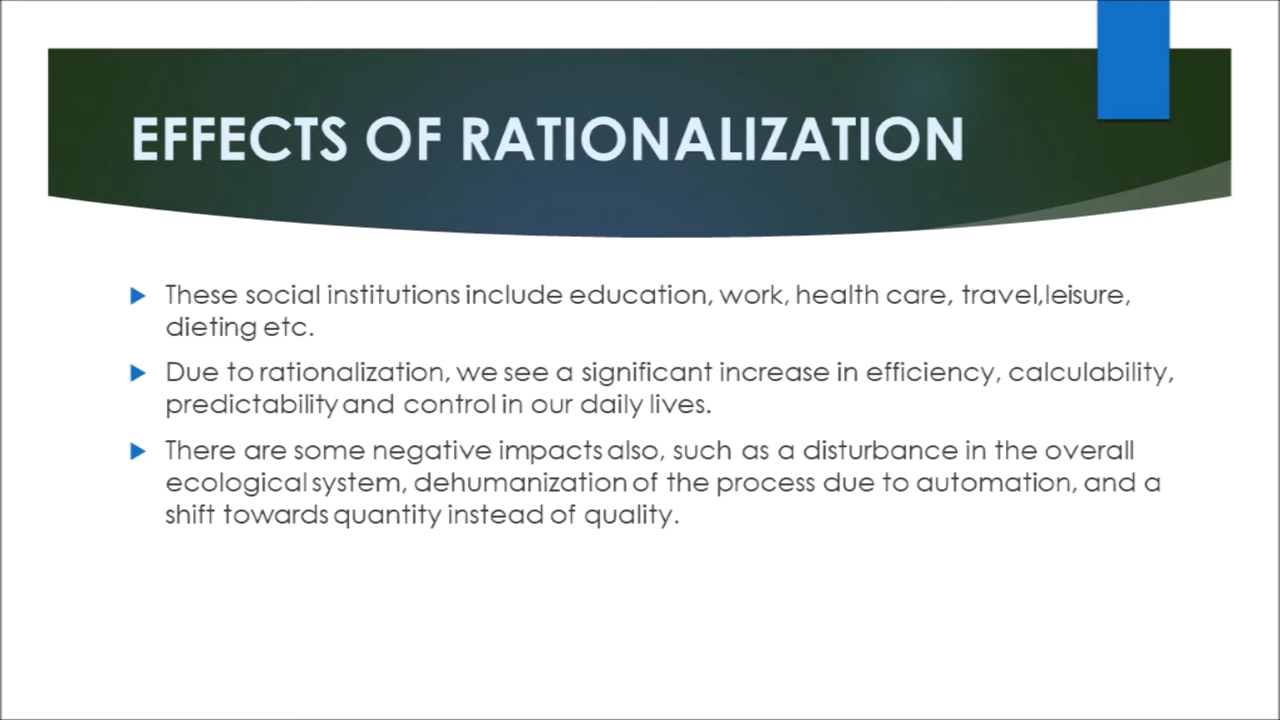 EFFECTS OF RATIONALIZATION
These social institutions include education, work, health care, travel,leisure,
dieting etc.
Due to rationalization, we see a significant increase in efficiency, calculability,
predictability and control in our daily lives.
There are some negative impacts also, such as a disturbance in the overall
ecological system, dehumanization of the process due to automation, and a
shift towards quantity instead of quality.